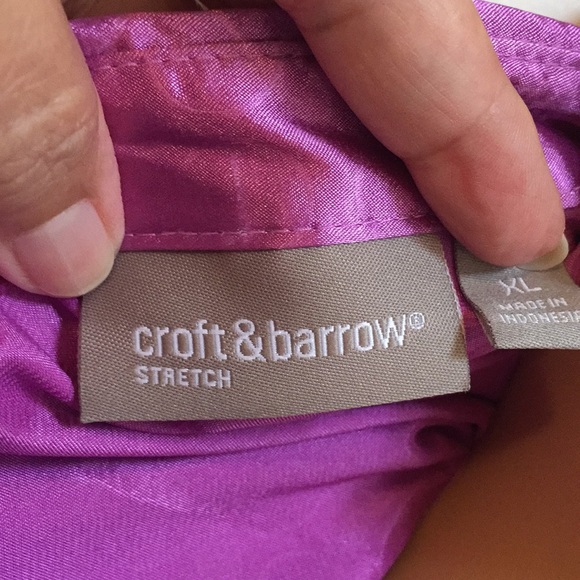 croft&barrow®
STRETCH
XL
MADE IN
INDONESIA